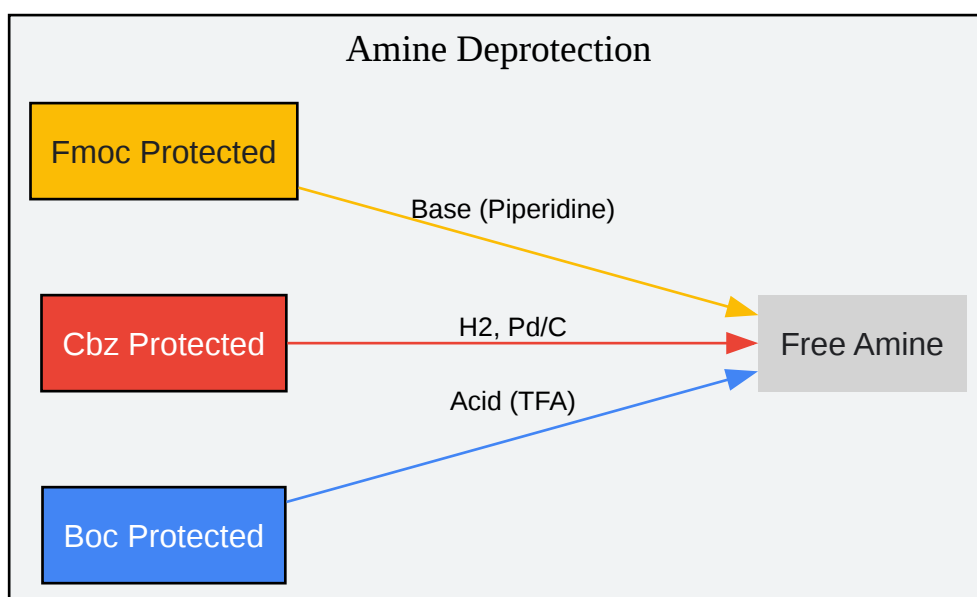 Amine Deprotection
Fmoc Protected
Base (Piperidine)
Cbz Protected
H2, Pd/C
Free Amine
Acid (TFA)
Boc Protected